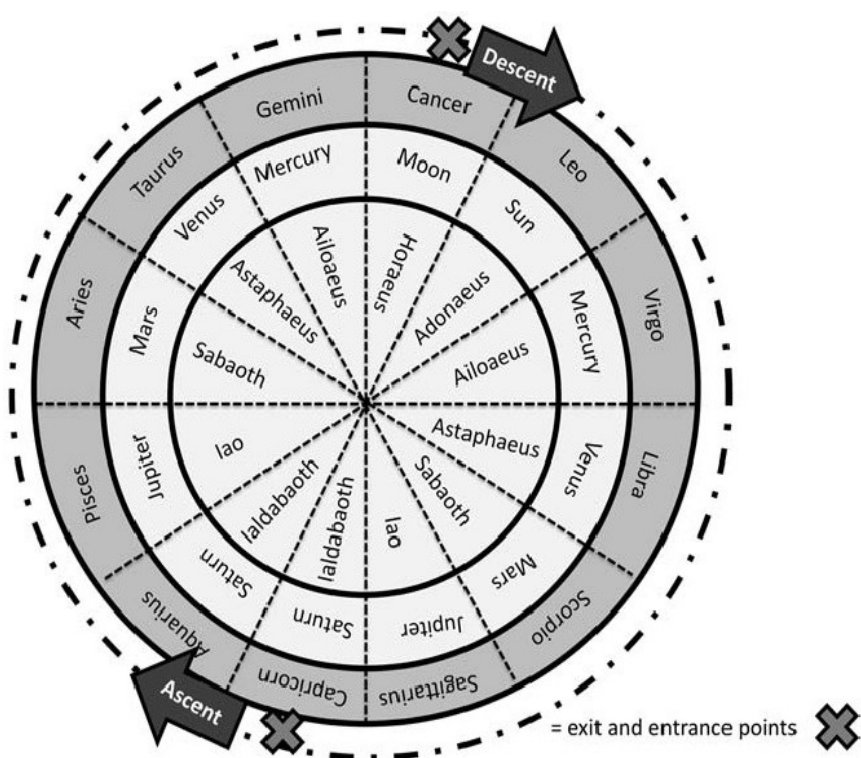 Descent
Gemini
Cancer
Taurus
Leo
Mercury
Moon
Venus
Sun
Aries
Virgo
Ailoaeus
Horaeus
Astaphaeus
Adonaeus
Mars
Mercury
Sabaoth
Ailoaeus
Iao
Astaphaeus
Pisces
Jupiter
Venus
Libra
Ialdabaoth
Sabaoth
Ialdabaoth
Iao
Saturn
Mars
Aquarius
Saturn
Jupiter
Scorpio
Capricorn
Sagittarius
Ascent
= exit and entrance points